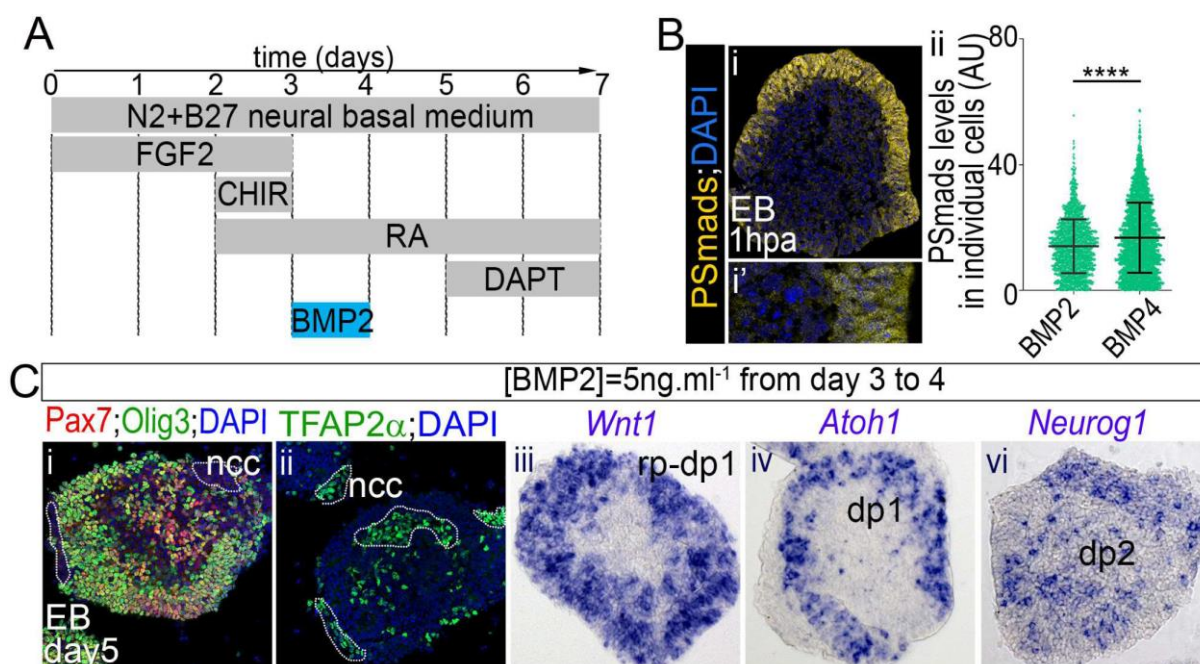 A
time (days)
0 1 2 3 4 5 6 7
N2+B27 neural basal medium
FGF2
CHIR
RA
DAPT
BMP2
B
PSmads;DAPI
i
EB
1hpa
i'
ii
PSmads levels
in individual cells (AU)
80
40
0
****
BMP2
BMP4
C
[BMP2]=5ng.ml⁻¹ from day 3 to 4
Pax7;Olig3;DAPI
i
ncc
EB
day5
TFAP2α;DAPI
ii
ncc
Wnt1
iii
rp-dp1
Atoh1
iv
dp1
Neurog1
vi
dp2